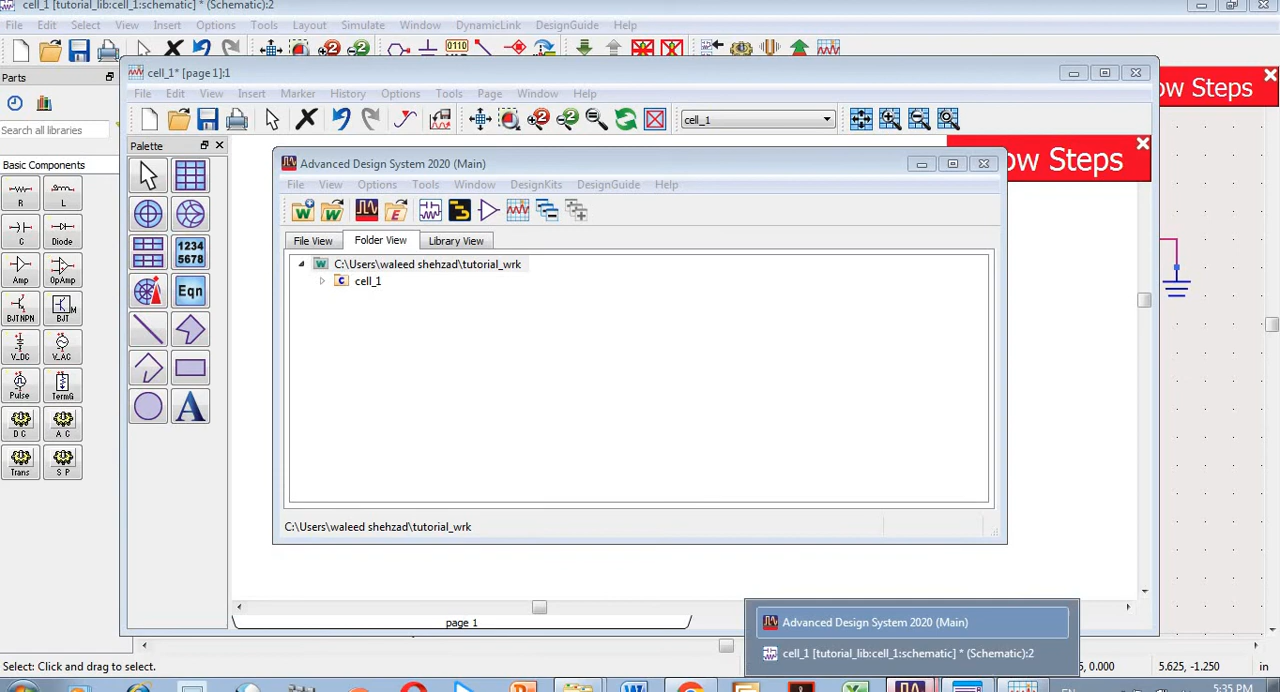 cell_1 [tutorial_lib:cell_1:schematic] * (Schematic):2
File Edit Select View Insert Options Tools Layout Simulate Window DynamicLink DesignGuide Help
Parts
Search all libraries
Basic Components
R L
C Diode
Amp OpAmp
BJTNPN BJT
V_DC V_AC
Pulse TermG
DC AC
Trans SP
cell_1* [page 1]:1
File Edit View Insert Marker History Options Tools Page Window Help
cell_1
Palette
1234
5678
Eqn
A
ow Steps
ow Steps
Advanced Design System 2020 (Main)
File View Options Tools Window DesignKits DesignGuide Help
File View Folder View Library View
C:\Users\waleed shehzad\tutorial_wrk
cell_1
C:\Users\waleed shehzad\tutorial_wrk
page 1
Advanced Design System 2020 (Main)
cell_1 [tutorial_lib:cell_1:schematic] * (Schematic):2
Select: Click and drag to select.
5, 0.000 5.625, -1.250 in
EN
5:35 PM